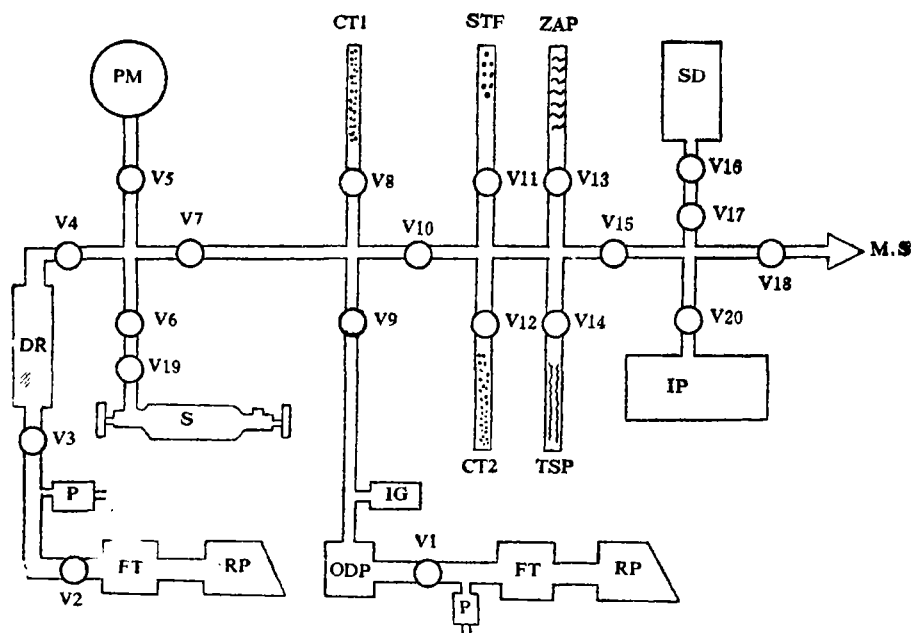 CT1 STF ZAP
PM SD
V5 V8 V11 V13 V16
V17
V4 V7 V10 V15 M.S
V18
V6 V9 V12 V14 V20
DR V19 IP
S
V3 CT2 TSP
P IG
V1
FT RP ODP FT RP
V2 P